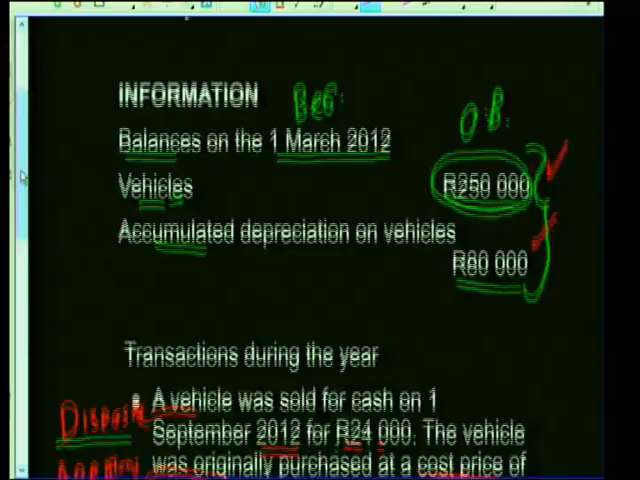 INFORMATION Beg:
O.B.
Balances on the 1 March 2012
Vehicles R250 000
Accumulated depreciation on vehicles
R80 000
Transactions during the year
• A vehicle was sold for cash on 1
September 2012 for R24 000. The vehicle
was originally purchased at a cost price of